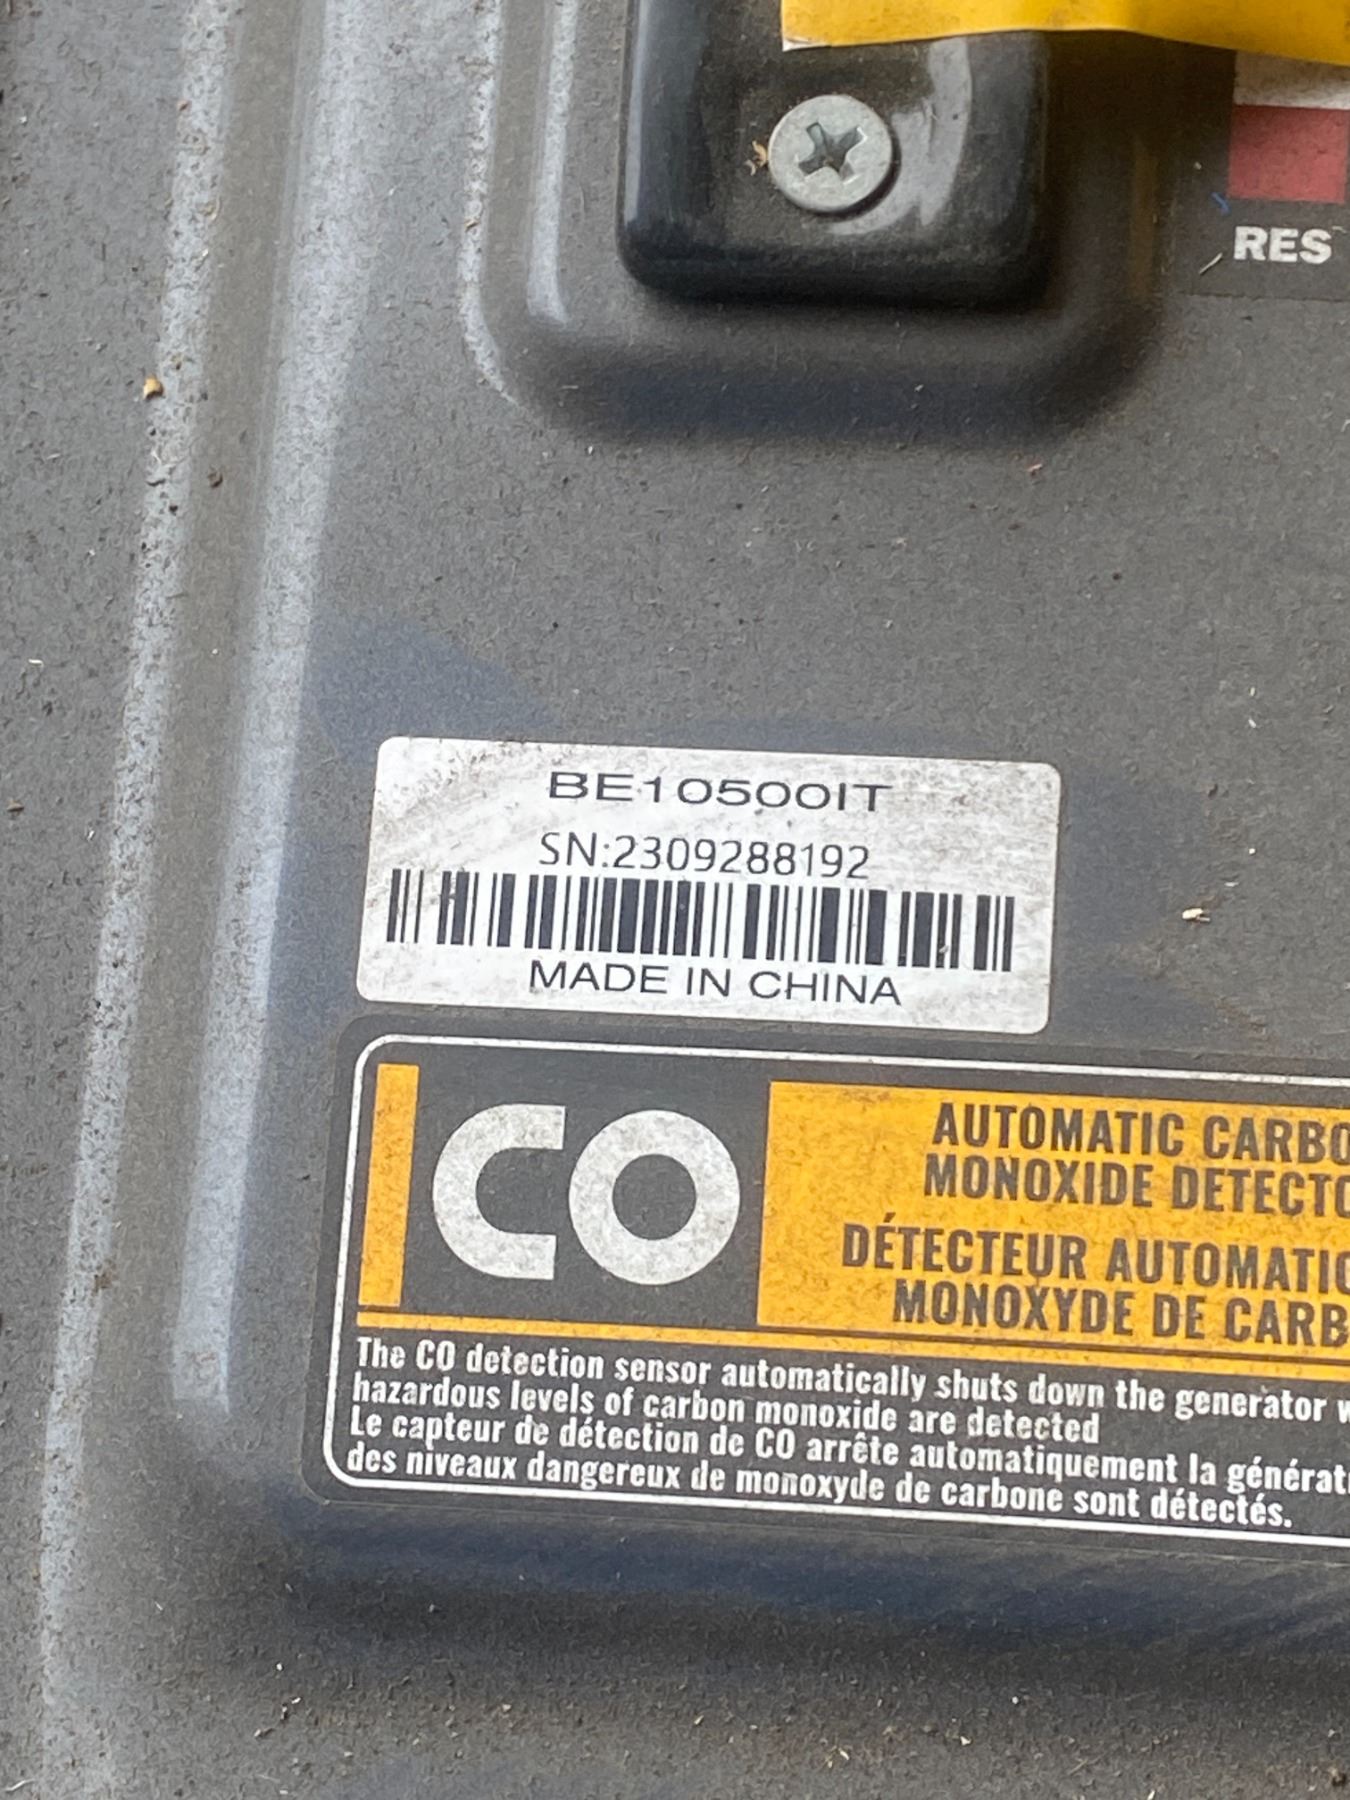 RES
BE10500IT
SN:2309288192
MADE IN CHINA
CO
AUTOMATIC CARBO
MONOXIDE DETECTO
DÉTECTEUR AUTOMATIC
MONOXYDE DE CARB
The CO detection sensor automatically shuts down the generator w
hazardous levels of carbon monoxide are detected
Le capteur de détection de CO arrête automatiquement la générat
des niveaux dangereux de monoxyde de carbone sont détectés.